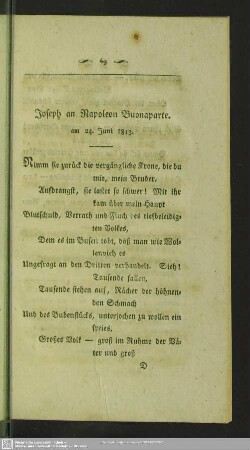 49
Joseph an Napoleon Buonaparte.
am 24. Juni 1813.
Nimm sie zurück die vergängliche Krone, die du
mir, mein Bruder,
Aufdrangst, sie lastet so schwer! Mit ihr
kam über mein Haupt
Blutschuld, Verrath und Fluch des tiefbeleidig-
ten Volkes,
Dem es im Busen tobt, daß man wie Wol-
lenvieh es
Ungefragt an den Dritten verhandelt. Sieh!
Tausende fallen,
Tausende stehen auf, Rächer der höhnen-
den Schmach
Und des Bubenstücks, unterjochen zu wollen ein
freies,
Großes Volk — groß im Ruhme der Vä-
ter und groß
D